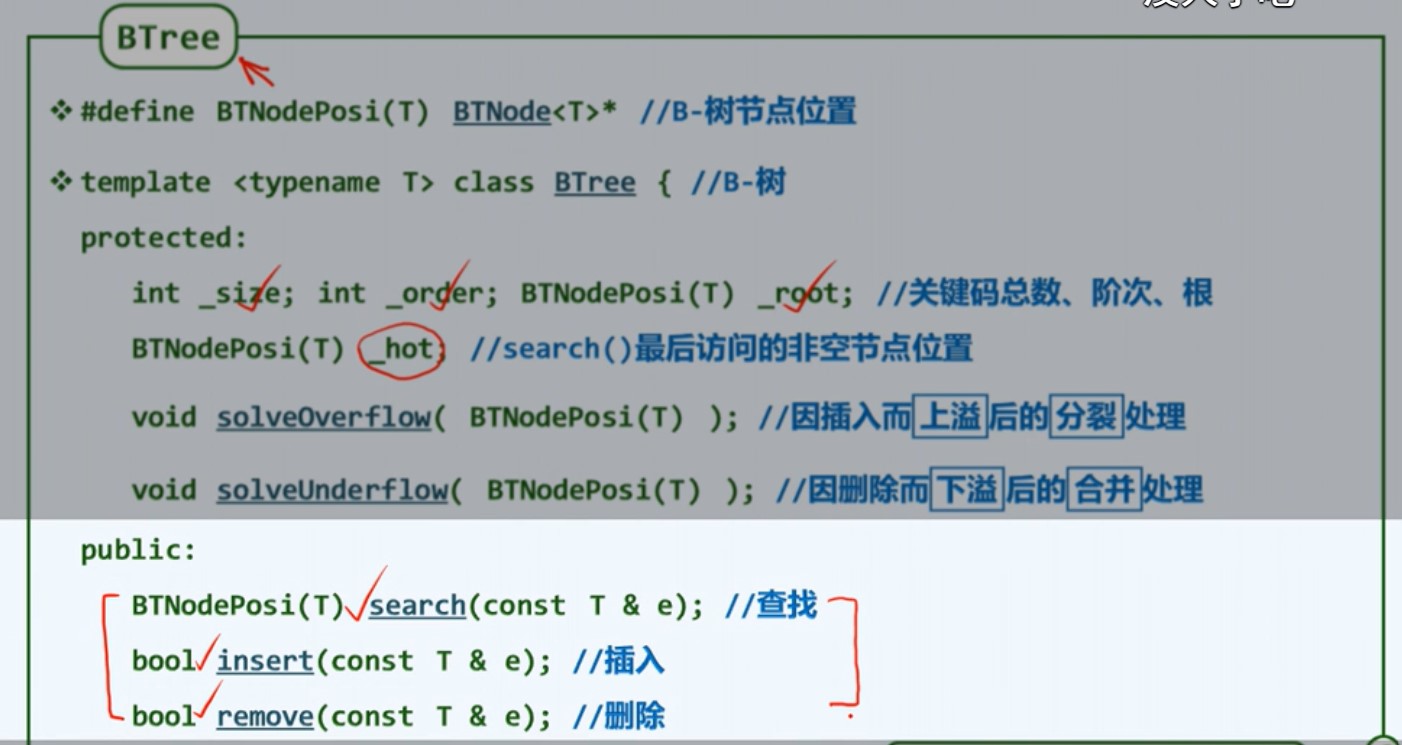 BTree
❖ #define BTNodePosi(T) BTNode<T>* //B-树节点位置
❖ template <typename T> class BTree { //B-树
protected:
int _size; int _order; BTNodePosi(T) _root; //关键码总数、阶次、根
BTNodePosi(T) _hot; //search()最后访问的非空节点位置
void solveOverflow( BTNodePosi(T) ); //因插入而上溢后的分裂处理
void solveUnderflow( BTNodePosi(T) ); //因删除而下溢后的合并处理
public:
BTNodePosi(T) search(const T & e); //查找
bool insert(const T & e); //插入
bool remove(const T & e); //删除